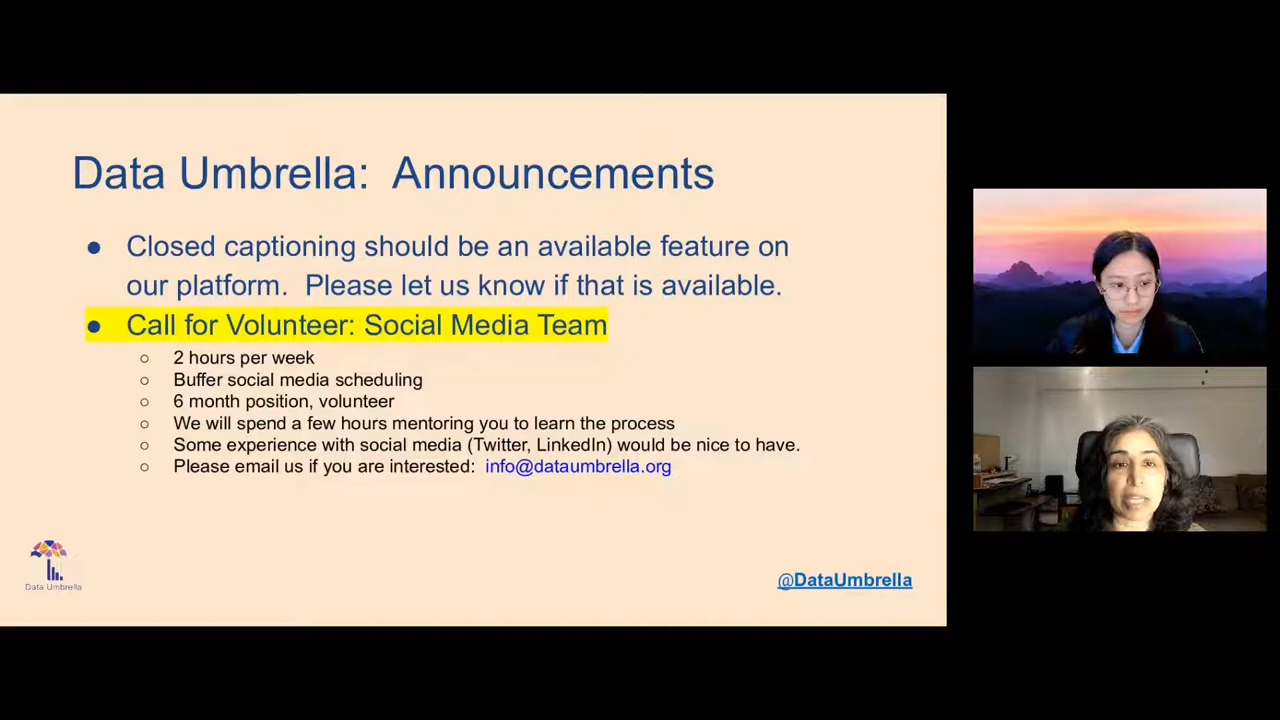 Data Umbrella:  Announcements
● Closed captioning should be an available feature on
our platform.  Please let us know if that is available.
● Call for Volunteer: Social Media Team
○ 2 hours per week
○ Buffer social media scheduling
○ 6 month position, volunteer
○ We will spend a few hours mentoring you to learn the process
○ Some experience with social media (Twitter, LinkedIn) would be nice to have.
○ Please email us if you are interested:  info@dataumbrella.org
Data Umbrella
@DataUmbrella